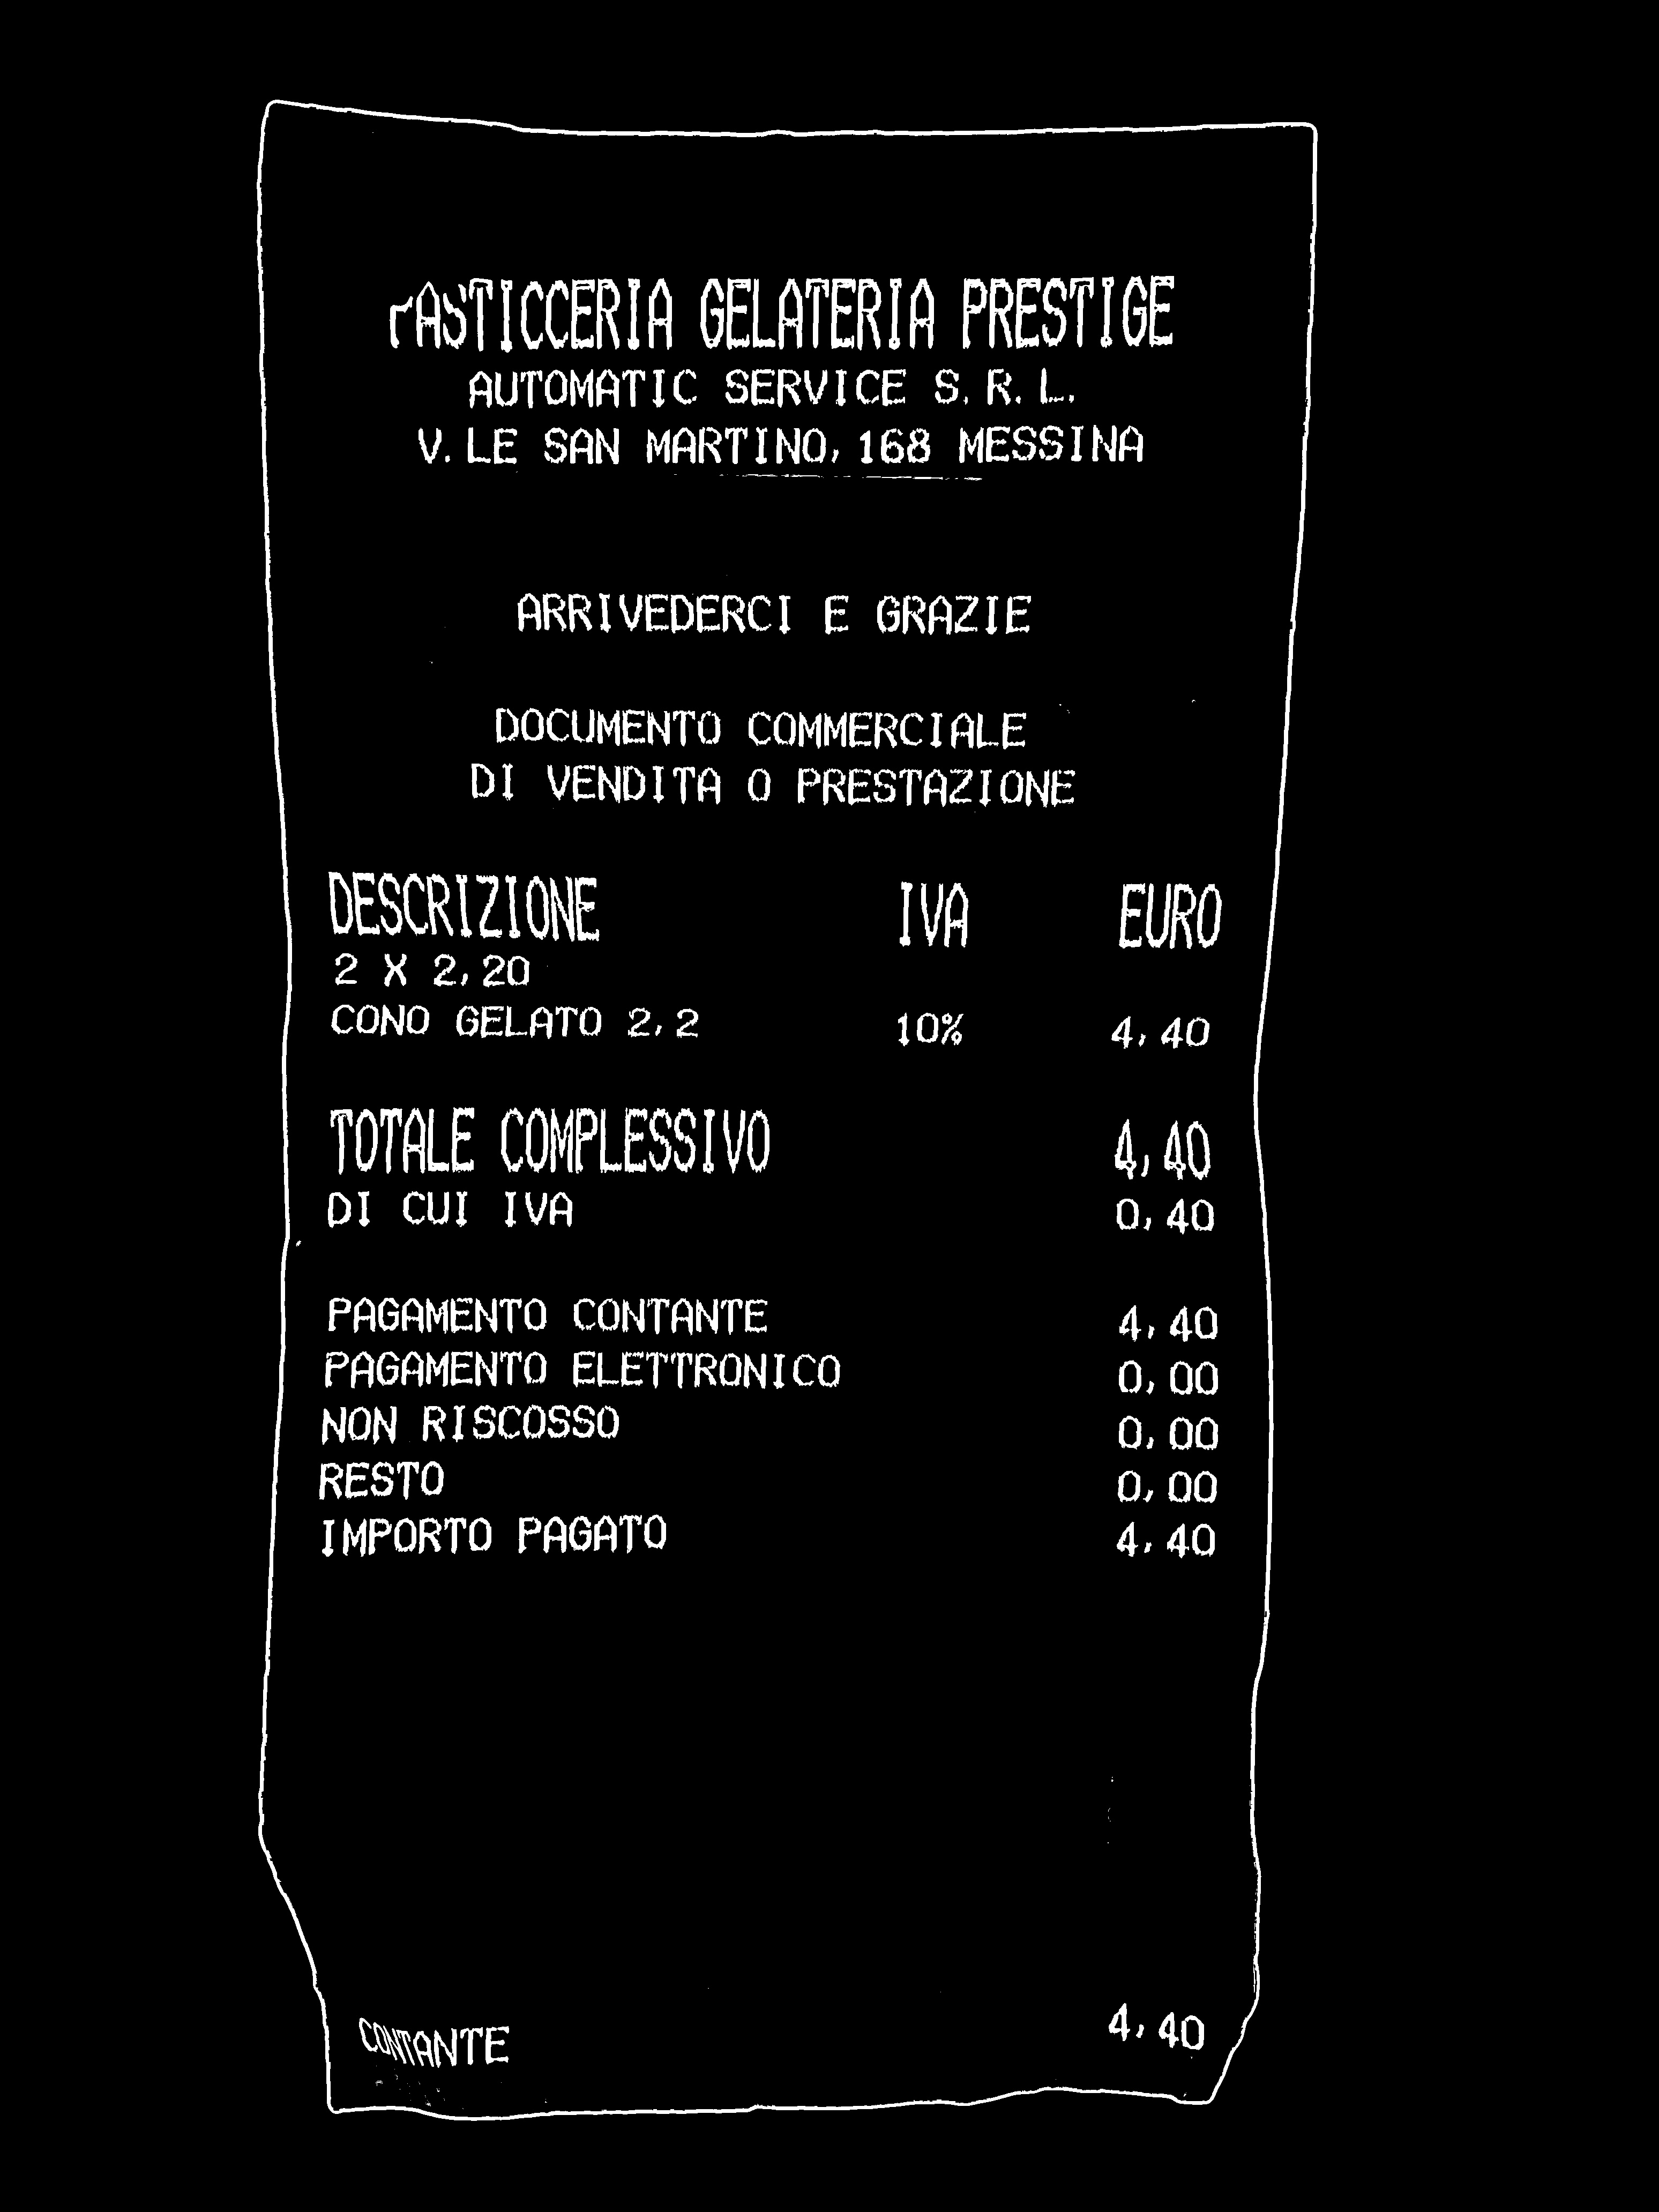 PASTICCERIA GELATERIA PRESTIGE
AUTOMATIC SERVICE S.R.L.
V.LE SAN MARTINO, 168 MESSINA
ARRIVEDERCI E GRAZIE
DOCUMENTO COMMERCIALE
DI VENDITA O PRESTAZIONE
DESCRIZIONE IVA EURO
2 X 2,20
CONO GELATO 2,2 10% 4,40
TOTALE COMPLESSIVO 4,40
DI CUI IVA 0,40
PAGAMENTO CONTANTE 4,40
PAGAMENTO ELETTRONICO 0,00
NON RISCOSSO 0,00
RESTO 0,00
IMPORTO PAGATO 4,40
CONTANTE 4,40